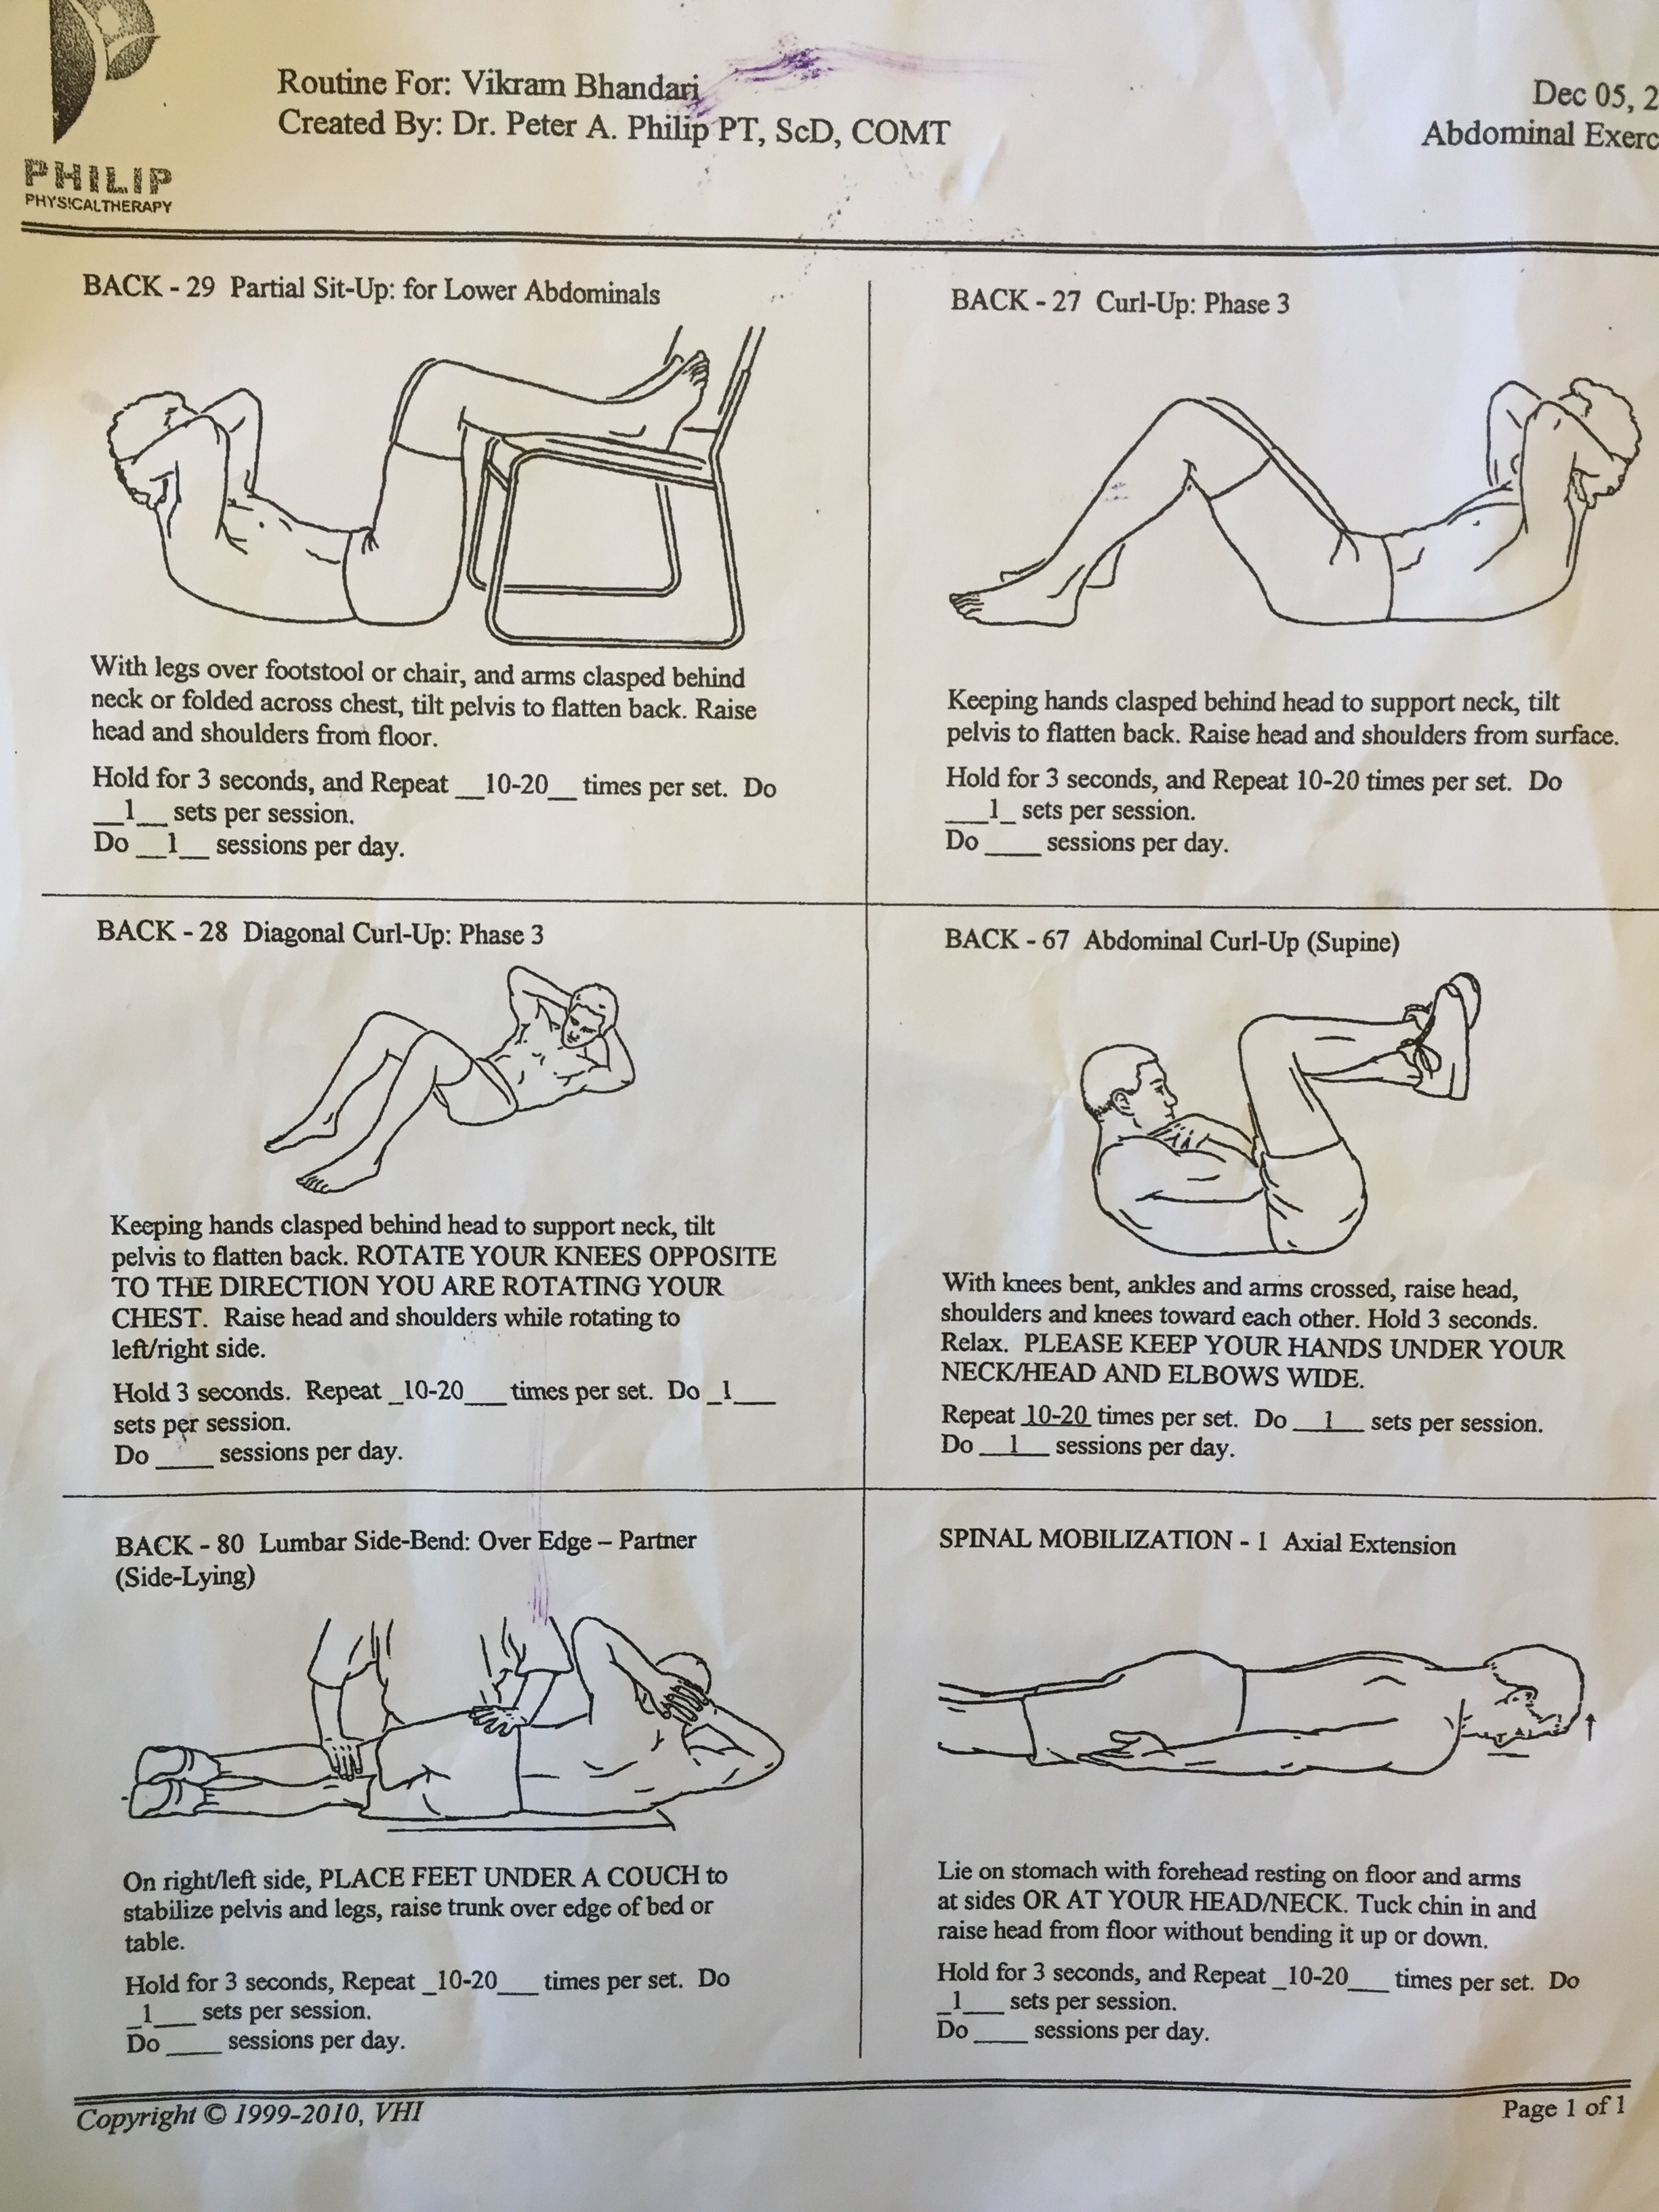 PHILIP
PHYSICALTHERAPY
Routine For: Vikram Bhandari
Created By: Dr. Peter A. Philip PT, ScD, COMT
Dec 05, 2
Abdominal Exerc
BACK - 29 Partial Sit-Up: for Lower Abdominals
With legs over footstool or chair, and arms clasped behind
neck or folded across chest, tilt pelvis to flatten back. Raise
head and shoulders from floor.
Hold for 3 seconds, and Repeat __10-20__ times per set. Do
__1__ sets per session.
Do __1__ sessions per day.
BACK - 27 Curl-Up: Phase 3
Keeping hands clasped behind head to support neck, tilt
pelvis to flatten back. Raise head and shoulders from surface.
Hold for 3 seconds, and Repeat 10-20 times per set. Do
___1_ sets per session.
Do ____ sessions per day.
BACK - 28 Diagonal Curl-Up: Phase 3
Keeping hands clasped behind head to support neck, tilt
pelvis to flatten back. ROTATE YOUR KNEES OPPOSITE
TO THE DIRECTION YOU ARE ROTATING YOUR
CHEST. Raise head and shoulders while rotating to
left/right side.
Hold 3 seconds. Repeat _10-20___ times per set. Do _1___
sets per session.
Do ____ sessions per day.
BACK - 67 Abdominal Curl-Up (Supine)
With knees bent, ankles and arms crossed, raise head,
shoulders and knees toward each other. Hold 3 seconds.
Relax. PLEASE KEEP YOUR HANDS UNDER YOUR
NECK/HEAD AND ELBOWS WIDE.
Repeat 10-20 times per set. Do __1__ sets per session.
Do __1__ sessions per day.
BACK - 80 Lumbar Side-Bend: Over Edge – Partner
(Side-Lying)
On right/left side, PLACE FEET UNDER A COUCH to
stabilize pelvis and legs, raise trunk over edge of bed or
table.
Hold for 3 seconds, Repeat _10-20___ times per set. Do
_1___ sets per session.
Do ____ sessions per day.
SPINAL MOBILIZATION - 1 Axial Extension
Lie on stomach with forehead resting on floor and arms
at sides OR AT YOUR HEAD/NECK. Tuck chin in and
raise head from floor without bending it up or down.
Hold for 3 seconds, and Repeat _10-20___ times per set. Do
_1___ sets per session.
Do ____ sessions per day.
Copyright © 1999-2010, VHI
Page 1 of 1